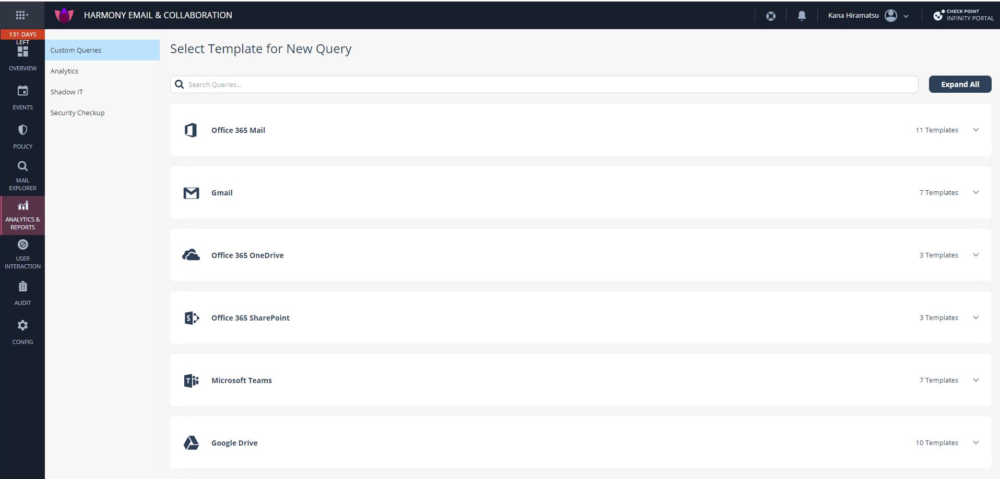 HARMONY EMAIL & COLLABORATION
Kana Hiramatsu
CHECK POINT
INFINITY PORTAL
131 DAYS
LEFT
OVERVIEW
EVENTS
POLICY
MAIL
EXPLORER
ANALYTICS &
REPORTS
USER
INTERACTION
AUDIT
CONFIG
Custom Queries
Analytics
Shadow IT
Security Checkup
Select Template for New Query
Search Queries...
Expand All
Office 365 Mail
11 Templates
Gmail
7 Templates
Office 365 OneDrive
3 Templates
Office 365 SharePoint
3 Templates
Microsoft Teams
7 Templates
Google Drive
10 Templates